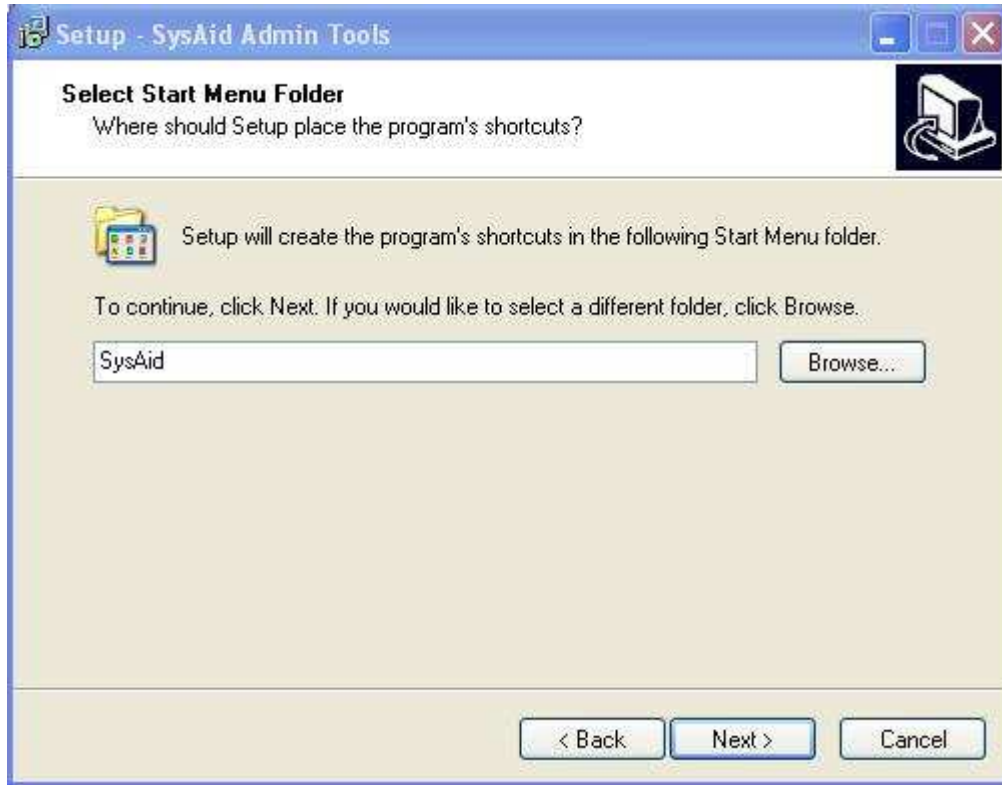 Setup - SysAid Admin Tools
Select Start Menu Folder
Where should Setup place the program's shortcuts?
Setup will create the program's shortcuts in the following Start Menu folder.
To continue, click Next. If you would like to select a different folder, click Browse.
SysAid
Browse...
< Back
Next >
Cancel